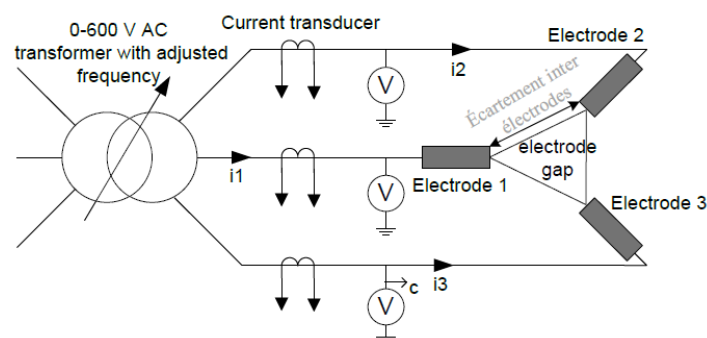 0-600 V AC
transformer with adjusted
frequency
Current transducer
Electrode 2
V
i2
Écartement inter
électrodes
i1
V
Electrode 1
electrode
gap
Electrode 3
c
i3
V